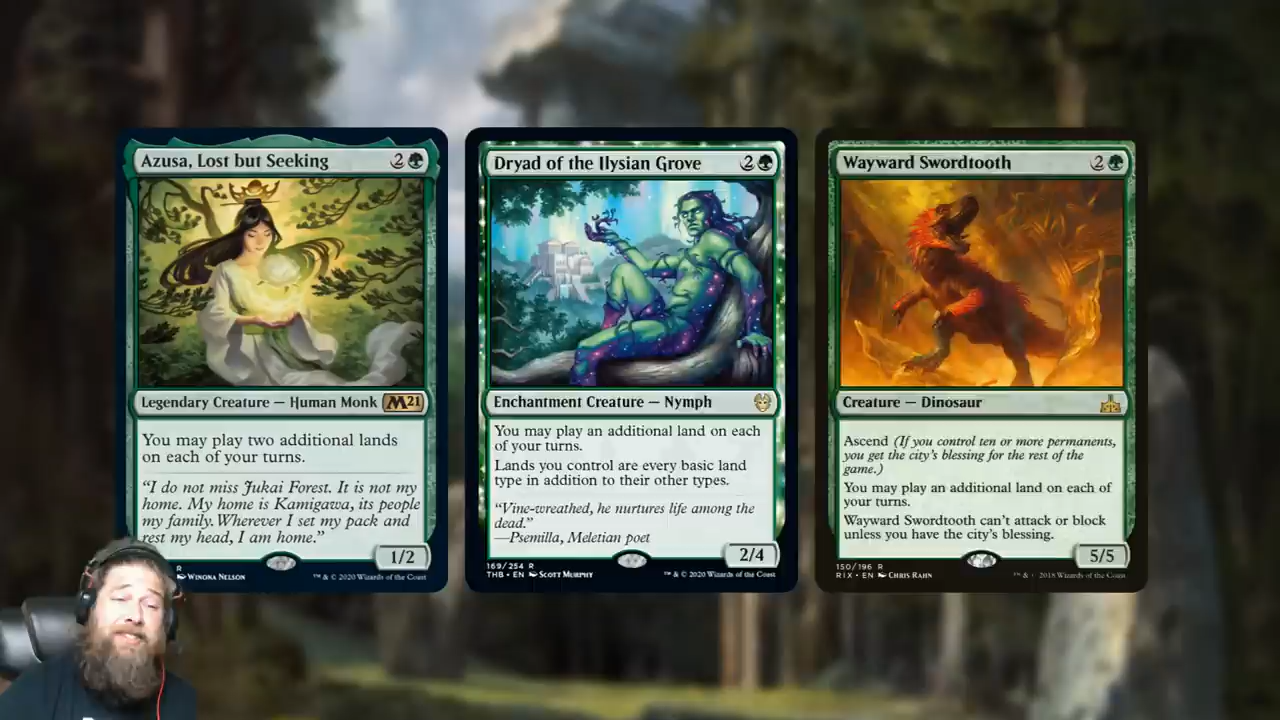 Azusa, Lost but Seeking 2
Legendary Creature — Human Monk M21
You may play two additional lands
on each of your turns.
"I do not miss Jukai Forest. It is not my
home. My home is Kamigawa, its people
my family. Wherever I set my pack and
rest my head, I am home."
1/2
R
Winona Nelson ™ & © 2020 Wizards of the Coast
Dryad of the Ilysian Grove 2
Enchantment Creature — Nymph
You may play an additional land on each
of your turns.
Lands you control are every basic land
type in addition to their other types.
"Vine-wreathed, he nurtures life among the
dead."
—Psemilla, Meletian poet
2/4
169/254 R
THB • EN Scott Murphy ™ & © 2020 Wizards of the Coast
Wayward Swordtooth 2
Creature — Dinosaur
Ascend (If you control ten or more permanents,
you get the city's blessing for the rest of the
game.)
You may play an additional land on each of
your turns.
Wayward Swordtooth can't attack or block
unless you have the city's blessing.
5/5
150/196 R
RIX • EN Chris Rahn ™ & © 2018 Wizards of the Coast